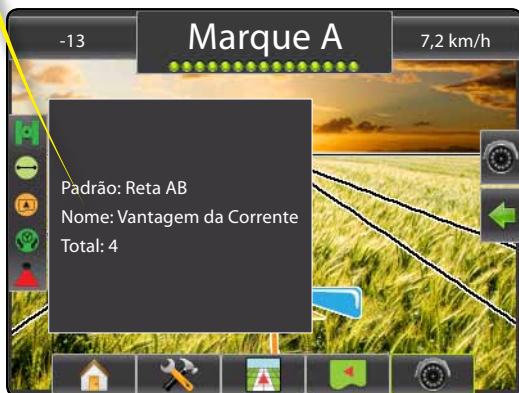 -13
Marque A
7,2 km/h
Padrão: Reta AB
Nome: Vantagem da Corrente
Total: 4